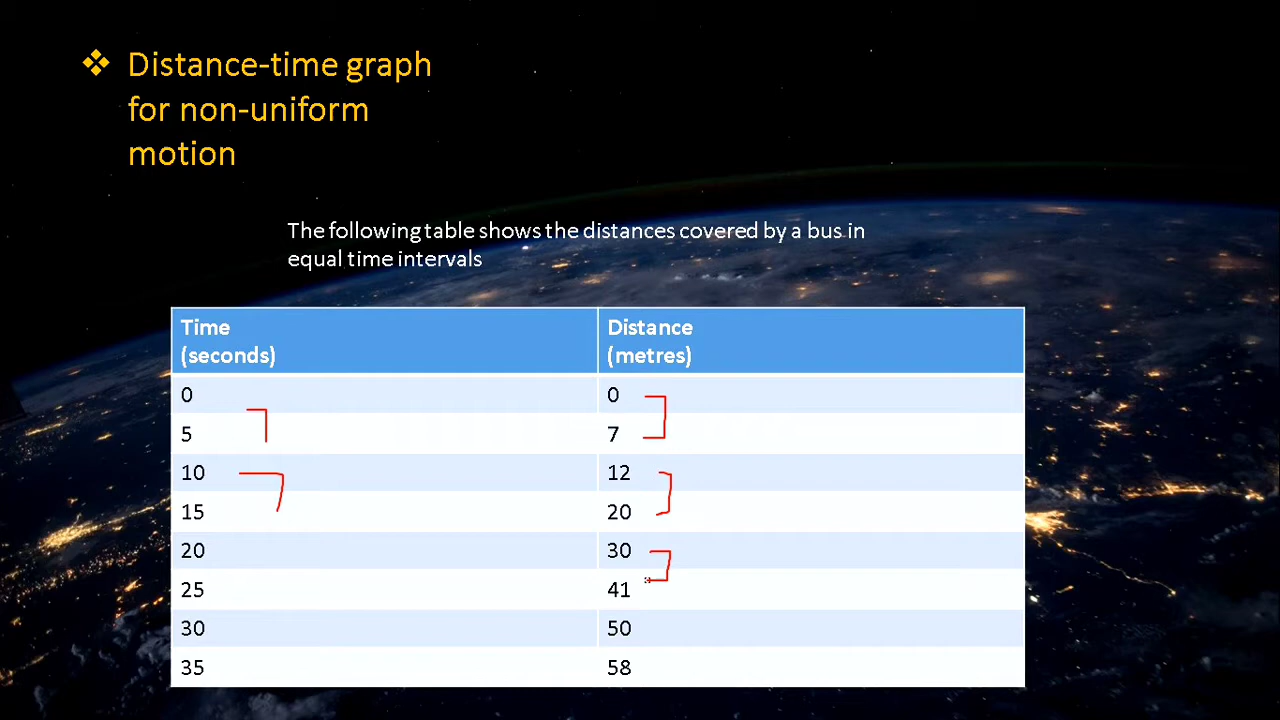 ❖ Distance-time graph
for non-uniform
motion
The following table shows the distances covered by a bus in
equal time intervals
Time
(seconds)
Distance
(metres)
0 0
5 7
10 12
15 20
20 30
25 41
30 50
35 58